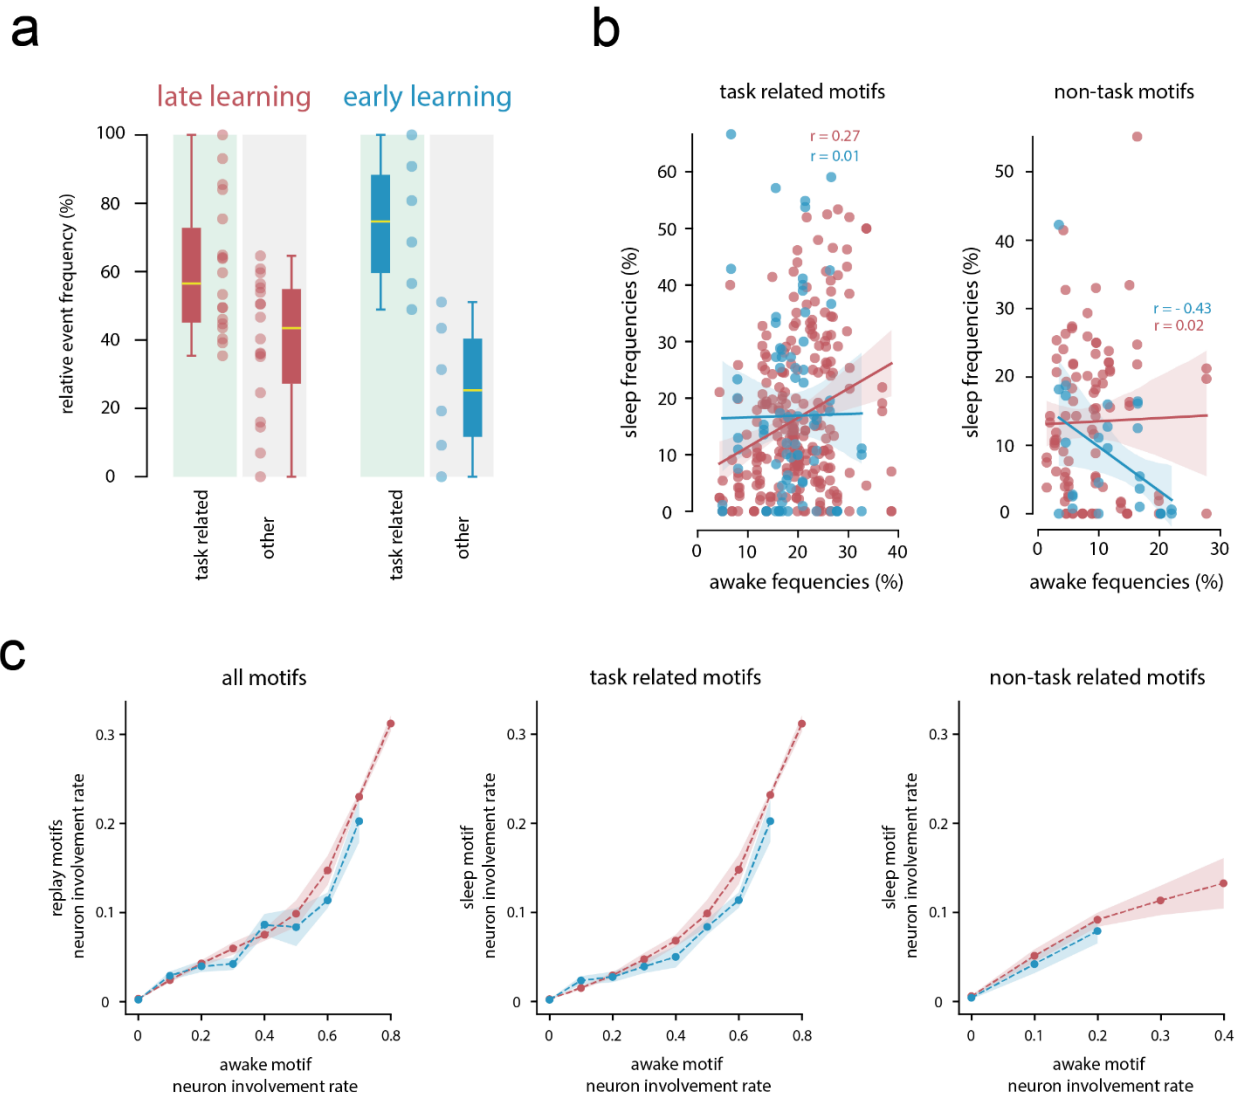 a
late learning
early learning
relative event frequency (%)
100
80
60
40
20
0
task related
other
task related
other
b
task related motifs
r = 0.27
r = 0.01
sleep frequencies (%)
60
50
40
30
20
10
0
0 10 20 30 40
awake fequencies (%)
non-task motifs
r = - 0.43
r = 0.02
sleep frequencies (%)
50
40
30
20
10
0
0 10 20 30
awake fequencies (%)
c
all motifs
replay motifs
neuron involvement rate
0.3
0.2
0.1
0
0 0.2 0.4 0.6 0.8
awake motif
neuron involvement rate
task related motifs
sleep motif
neuron involvement rate
0.3
0.2
0.1
0
0 0.2 0.4 0.6 0.8
awake motif
neuron involvement rate
non-task related motifs
sleep motif
neuron involvement rate
0.3
0.2
0.1
0
0 0.1 0.2 0.3 0.4
awake motif
neuron involvement rate